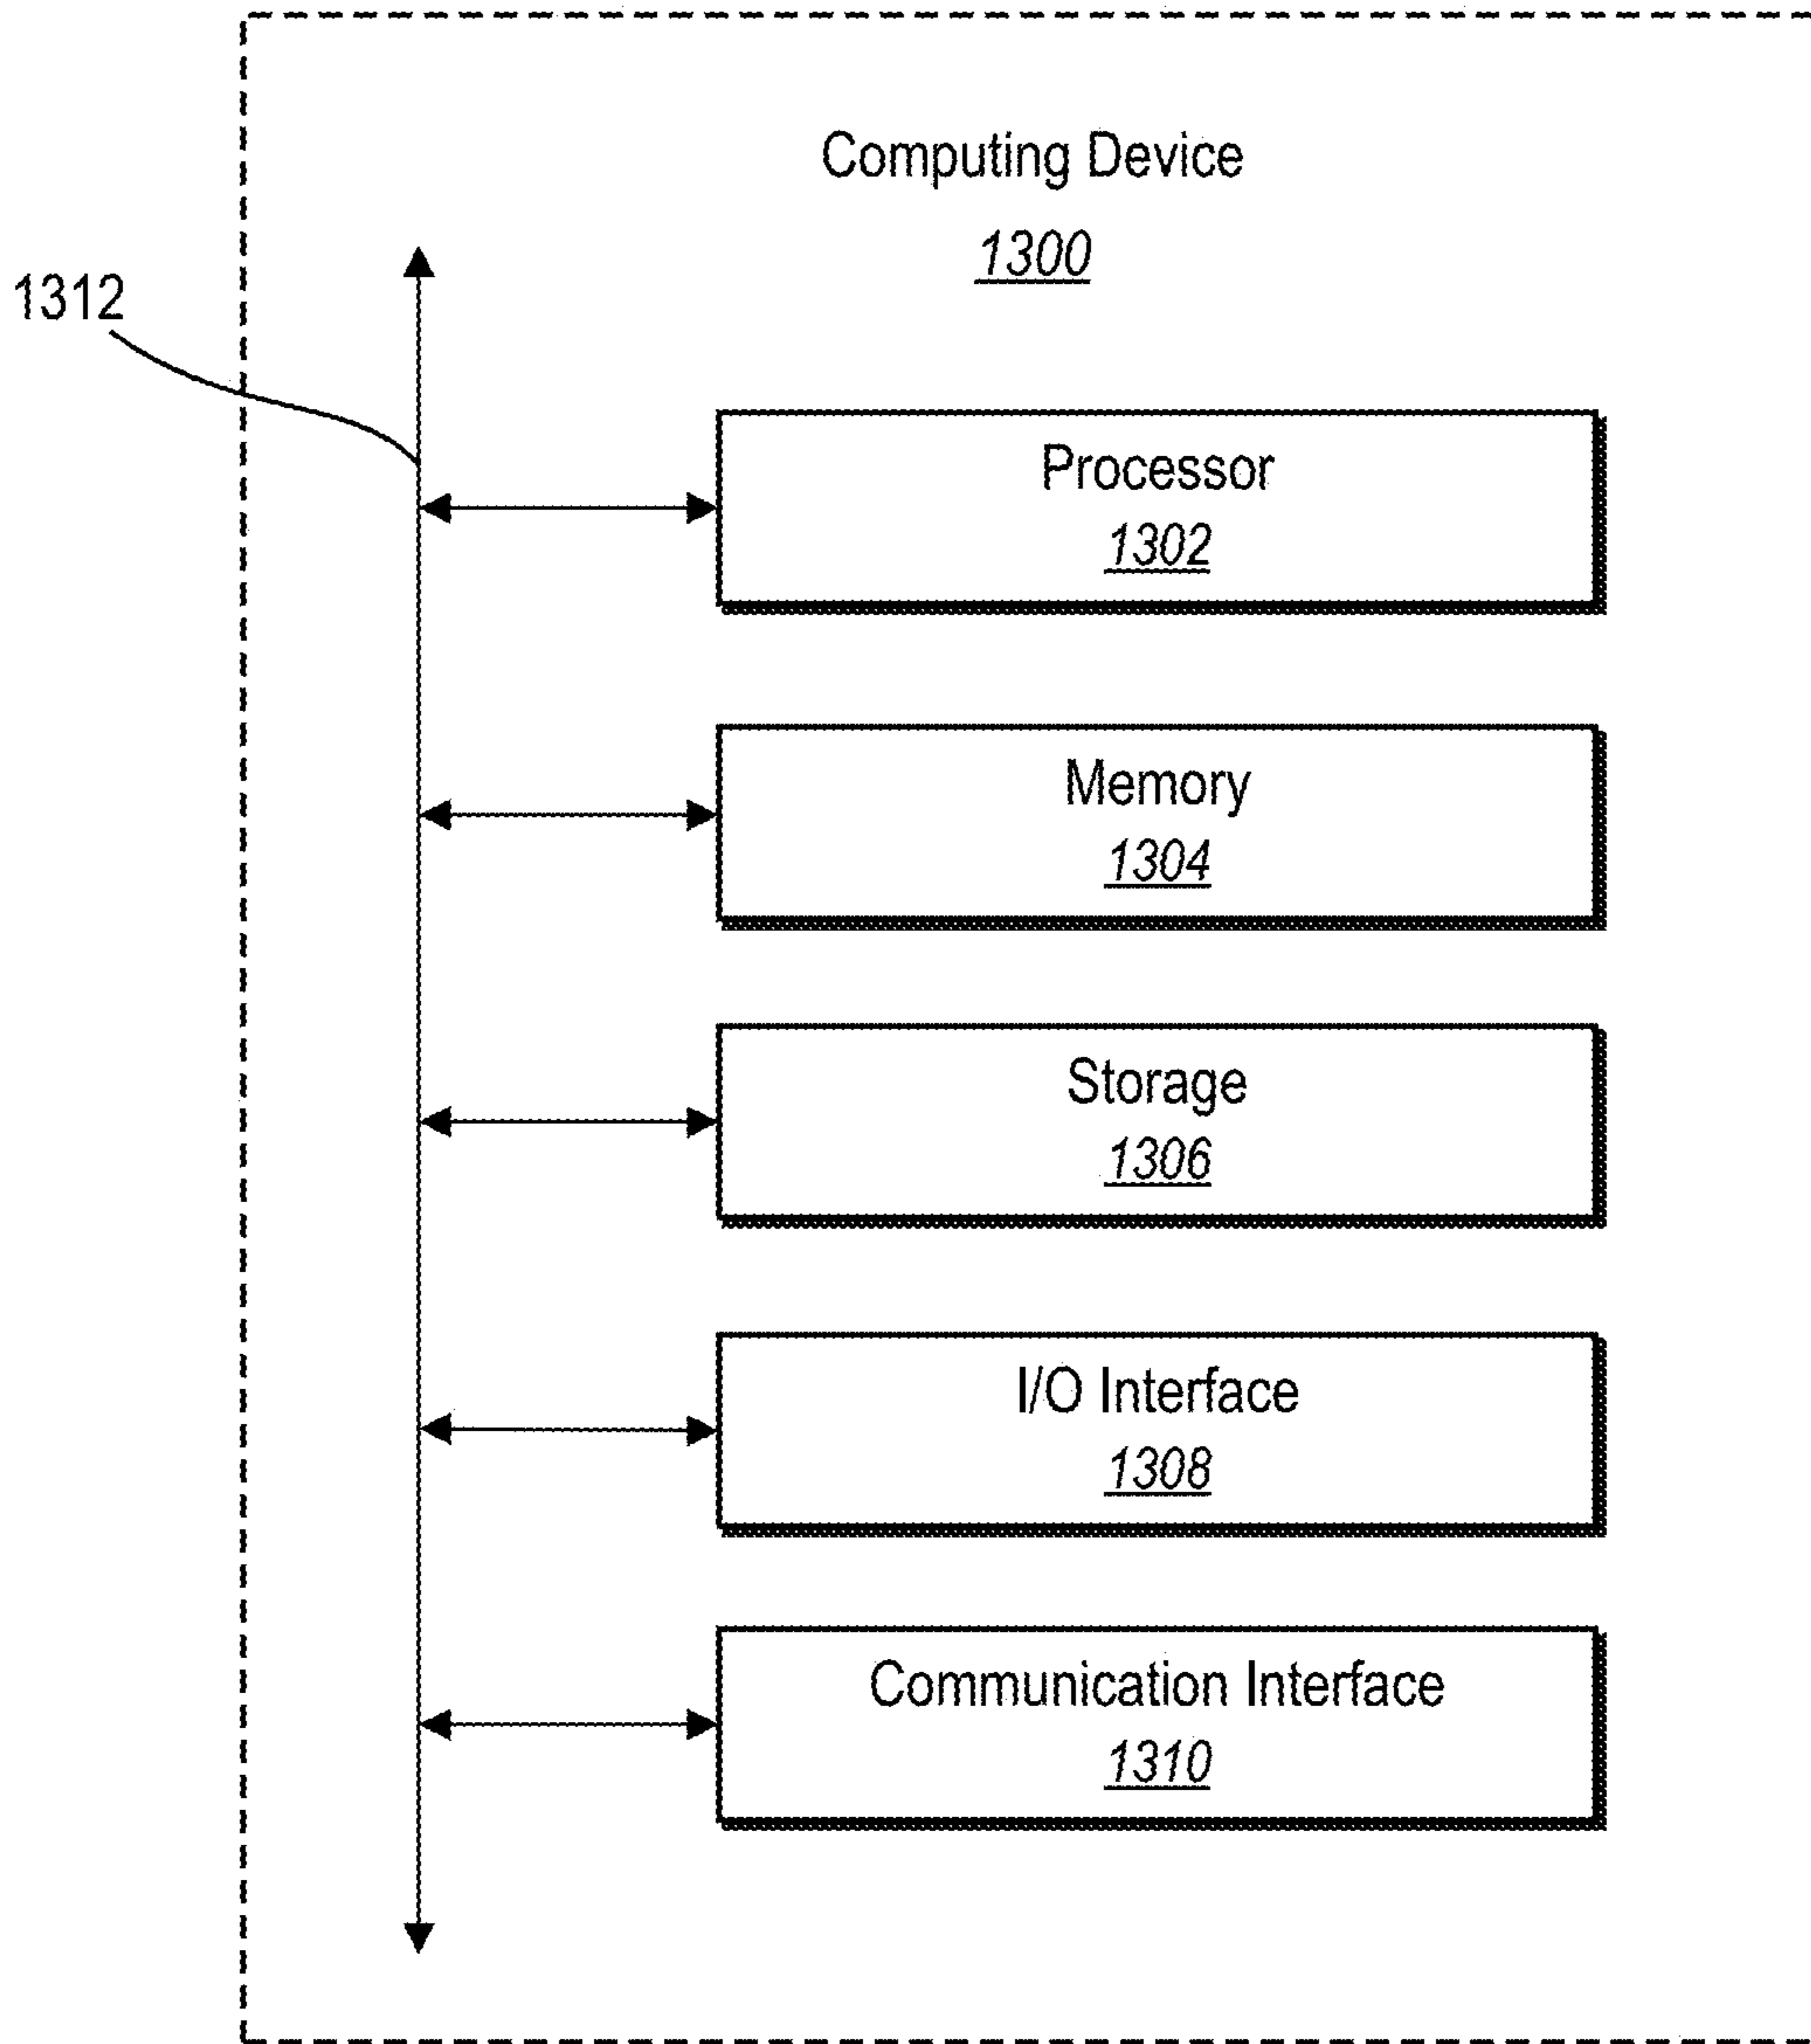 Computing Device
1300
1312
Processor
1302
Memory
1304
Storage
1306
I/O Interface
1308
Communication Interface
1310